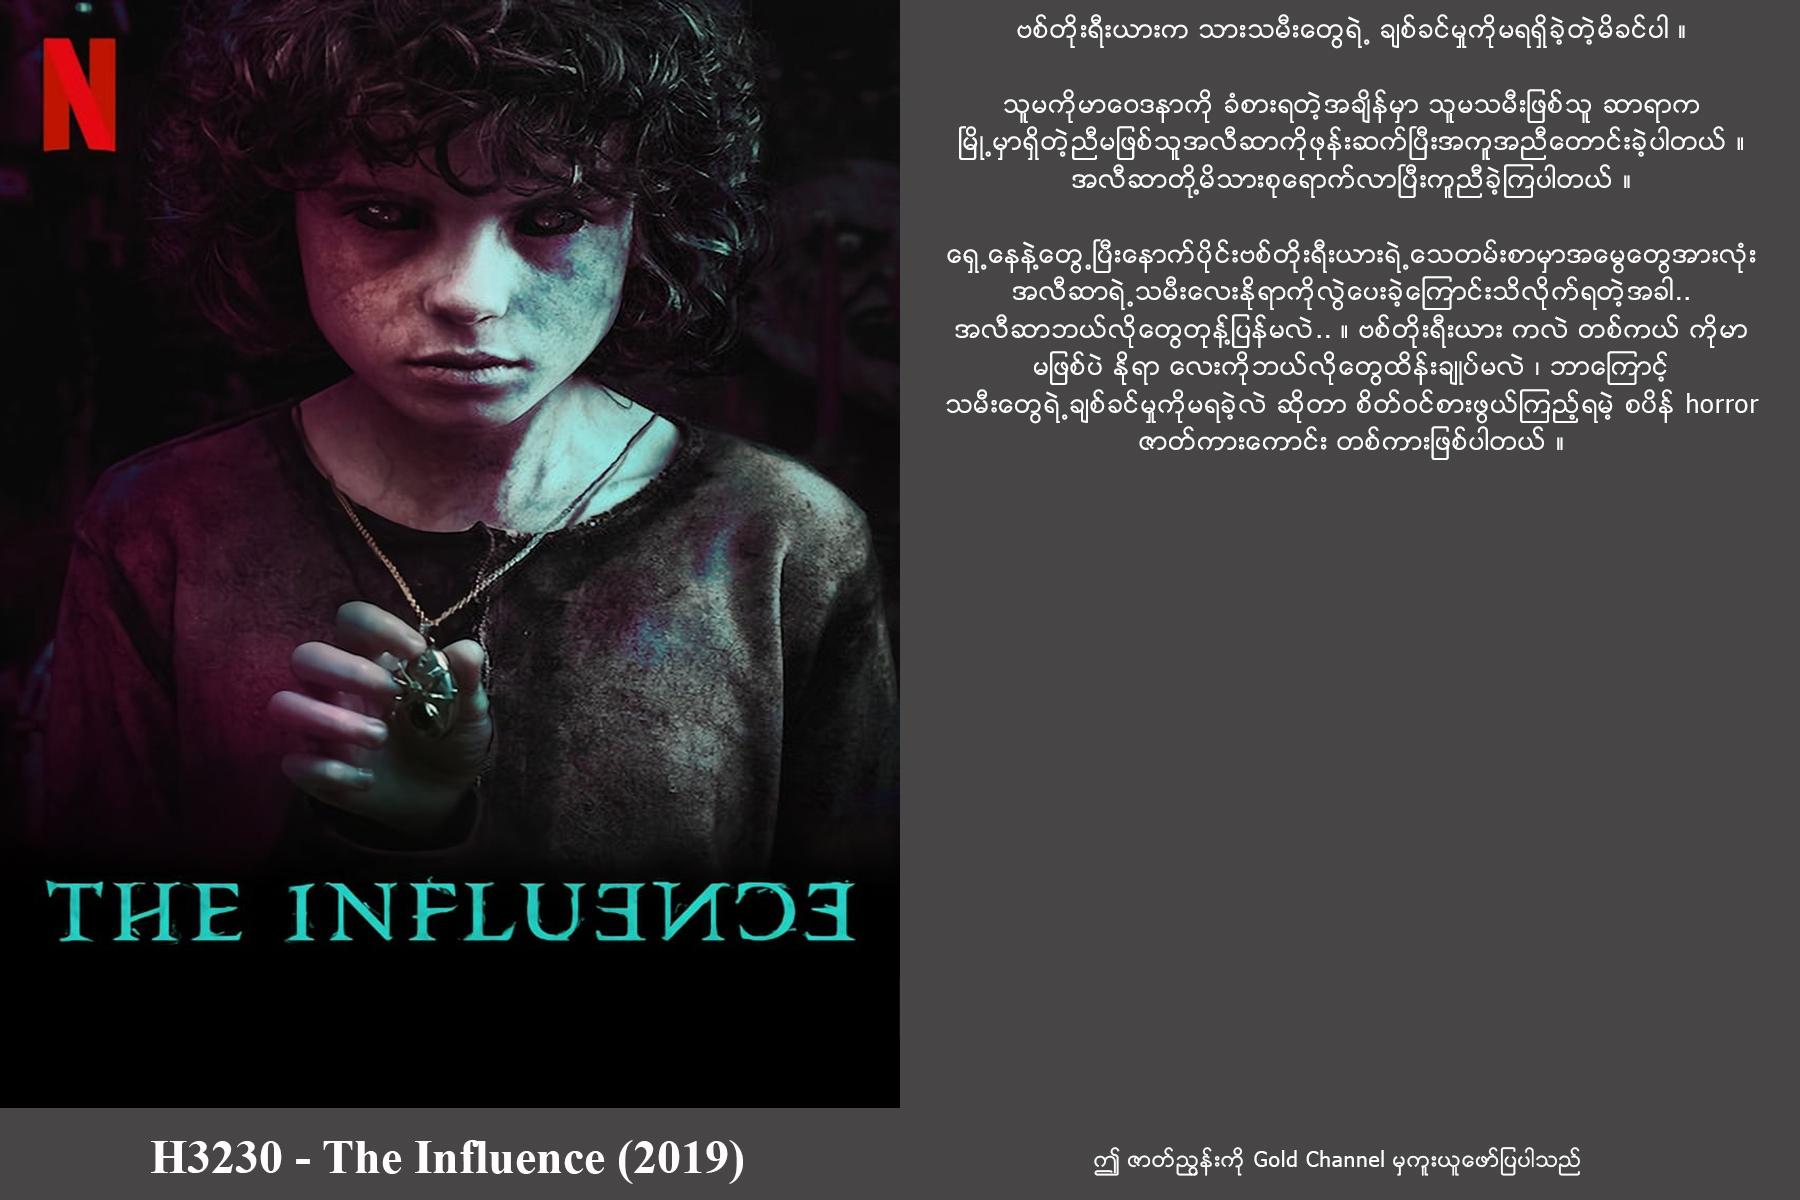 N
THE INFLUENCE
H3230 - The Influence (2019)
ဗစ်တိုးရီးယားက သားသမီးတွေရဲ့ ချစ်ခင်မှုကိုမရရှိခဲ့တဲ့မိခင်ပါ ။
သူမကိုမာဝေဒနာကို ခံစားရတဲ့အချိန်မှာ သူမသမီးဖြစ်သူ ဆာရာက
မြို့မှာရှိတဲ့ညီမဖြစ်သူအလီဆာကိုဖုန်းဆက်ပြီးအကူအညီတောင်းခဲ့ပါတယ် ။
အလီဆာတို့မိသားစုရောက်လာပြီးကူညီခဲ့ကြပါတယ် ။
ရှေ့နေနဲ့တွေ့ပြီးနောက်ပိုင်းဗစ်တိုးရီးယားရဲ့သေတမ်းစာမှာအမွေတွေအားလုံး
အလီဆာရဲ့သမီးလေးနိုရာကိုလွှဲပေးခဲ့ကြောင်းသိလိုက်ရတဲ့အခါ..
အလီဆာဘယ်လိုတွေတုန့်ပြန်မလဲ.. ။ ဗစ်တိုးရီးယား ကလဲ တစ်ကယ် ကိုမာ
မဖြစ်ပဲ နိုရာ လေးကိုဘယ်လိုတွေထိန်းချုပ်မလဲ ၊ ဘာကြောင့်
သမီးတွေရဲ့ချစ်ခင်မှုကိုမရခဲ့လဲ ဆိုတာ စိတ်ဝင်စားဖွယ်ကြည့်ရမဲ့ စပိန် horror
ဇာတ်ကားကောင်း တစ်ကားဖြစ်ပါတယ် ။
ဤ ဇာတ်ညွှန်းကို Gold Channel မှကူးယူဖော်ပြပါသည်